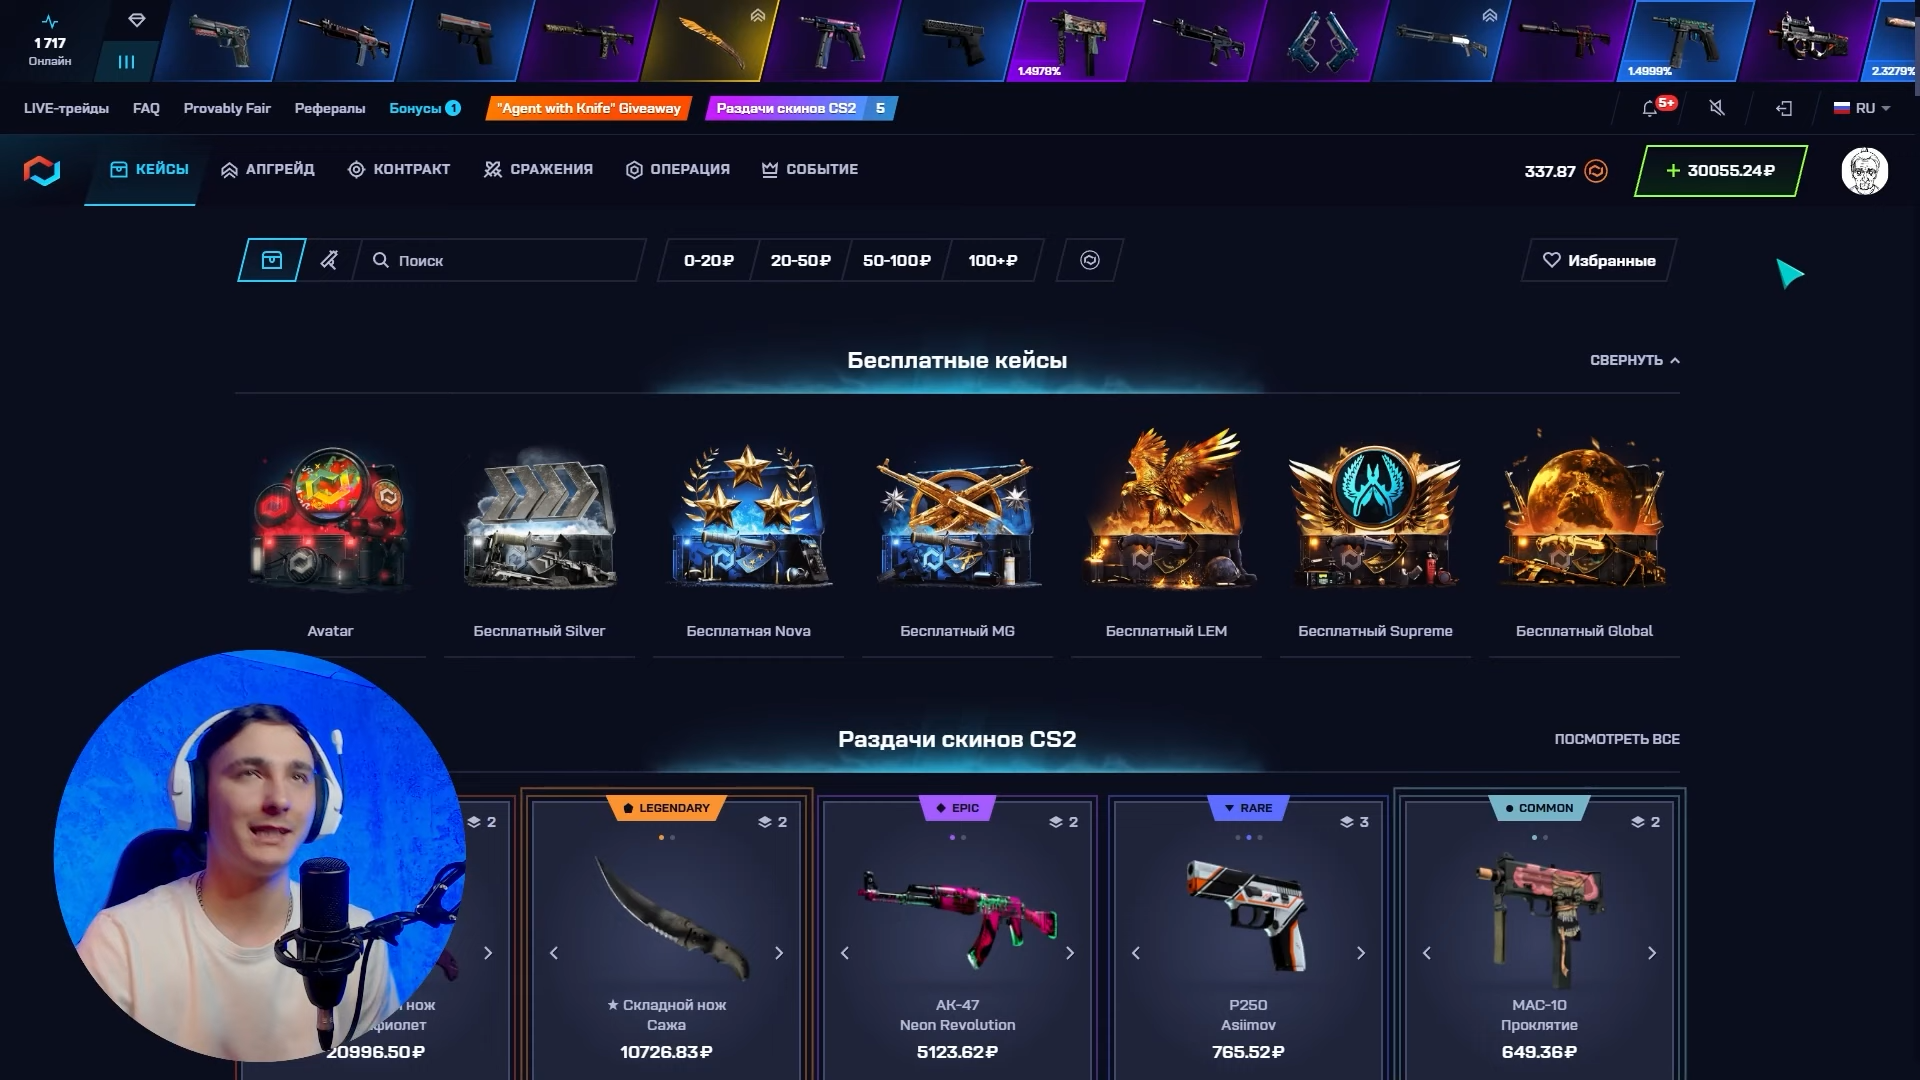 1 717
Онлайн
1.4978%
1.4999%
2.3279%
LIVE-трейды
FAQ
Provably Fair
Рефералы
Бонусы 1
"Agent with Knife" Giveaway
Раздачи скинов CS2 5
5+
RU
КЕЙСЫ
АПГРЕЙД
КОНТРАКТ
СРАЖЕНИЯ
ОПЕРАЦИЯ
СОБЫТИЕ
337.87
+ 30055.24₽
Поиск
0-20₽
20-50₽
50-100₽
100+₽
Избранные
Бесплатные кейсы
СВЕРНУТЬ
Avatar
Бесплатный Silver
Бесплатная Nova
Бесплатный MG
Бесплатный LEM
Бесплатный Supreme
Бесплатный Global
Раздачи скинов CS2
ПОСМОТРЕТЬ ВСЕ
2
LEGENDARY
2
EPIC
2
RARE
3
COMMON
2
нож
20996.50₽
★ Складной нож
Сажа
10726.83₽
AK-47
Neon Revolution
5123.62₽
P250
Asiimov
765.52₽
MAC-10
Проклятие
649.36₽